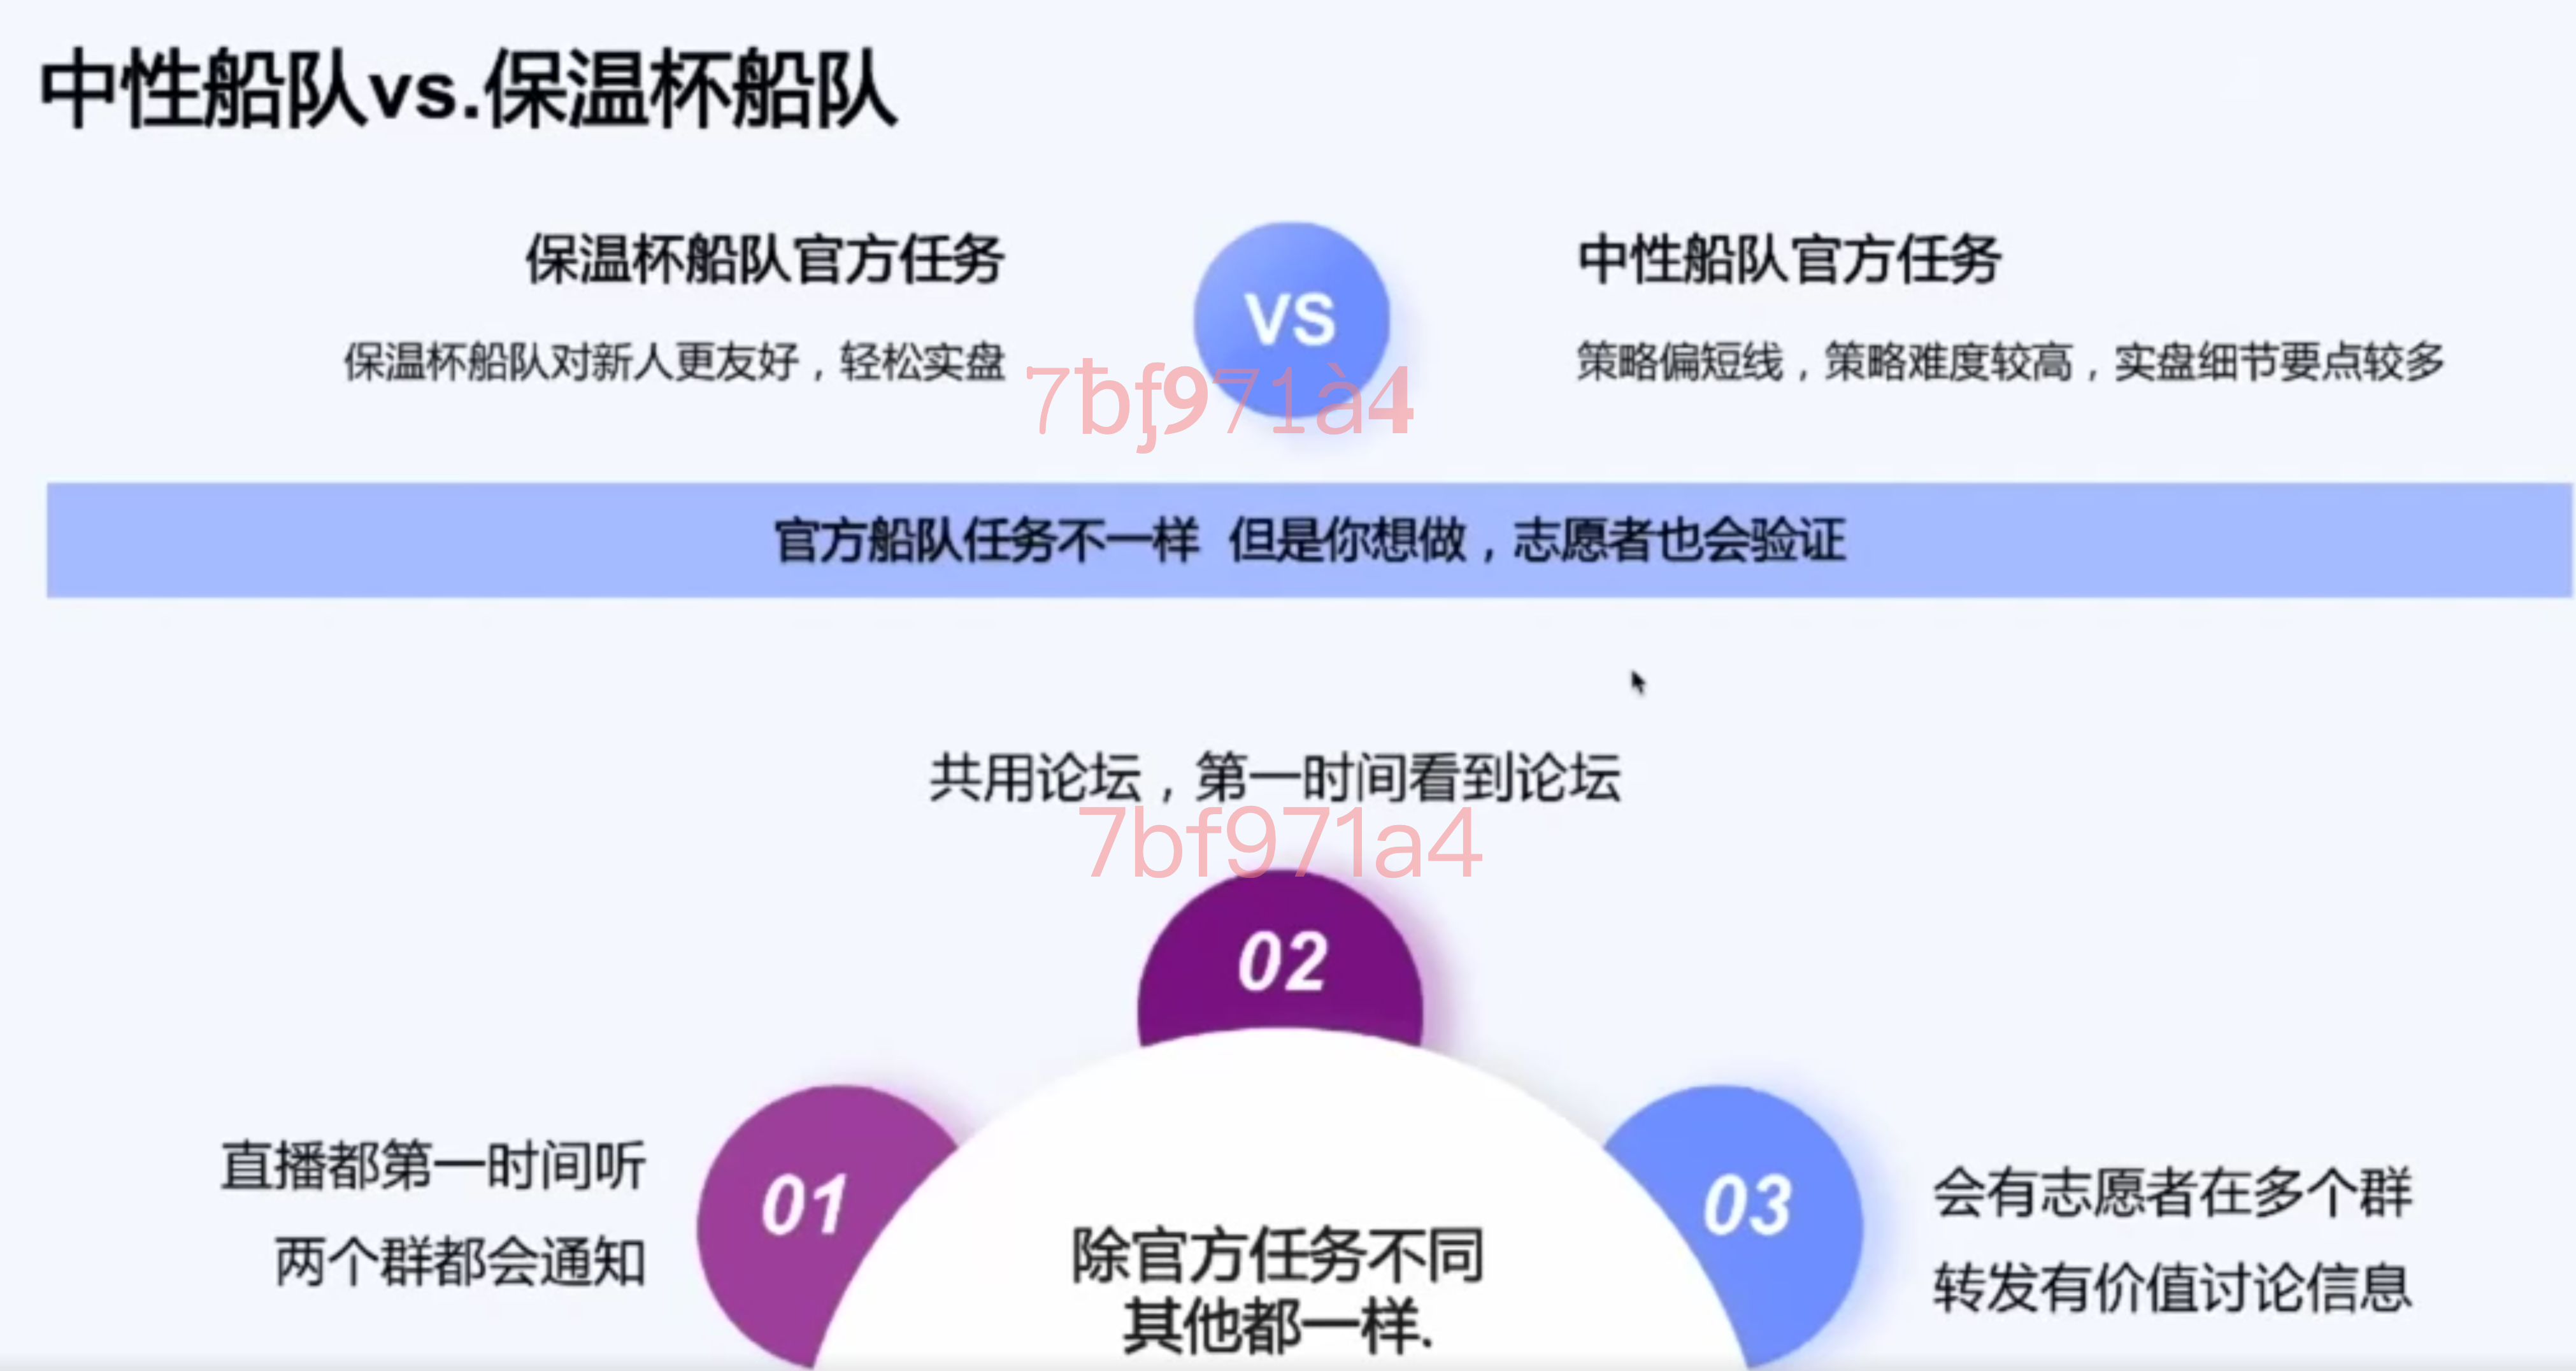 中性船队vs.保温杯船队
保温杯船队官方任务
保温杯船队对新人更友好，轻松实盘
VS
中性船队官方任务
策略偏短线，策略难度较高，实盘细节要点较多
7bf971a4
官方船队任务不一样 但是你想做，志愿者也会验证
共用论坛，第一时间看到论坛
7bf971a4
02
01
直播都第一时间听
两个群都会通知
03
会有志愿者在多个群
转发有价值讨论信息
除官方任务不同
其他都一样.